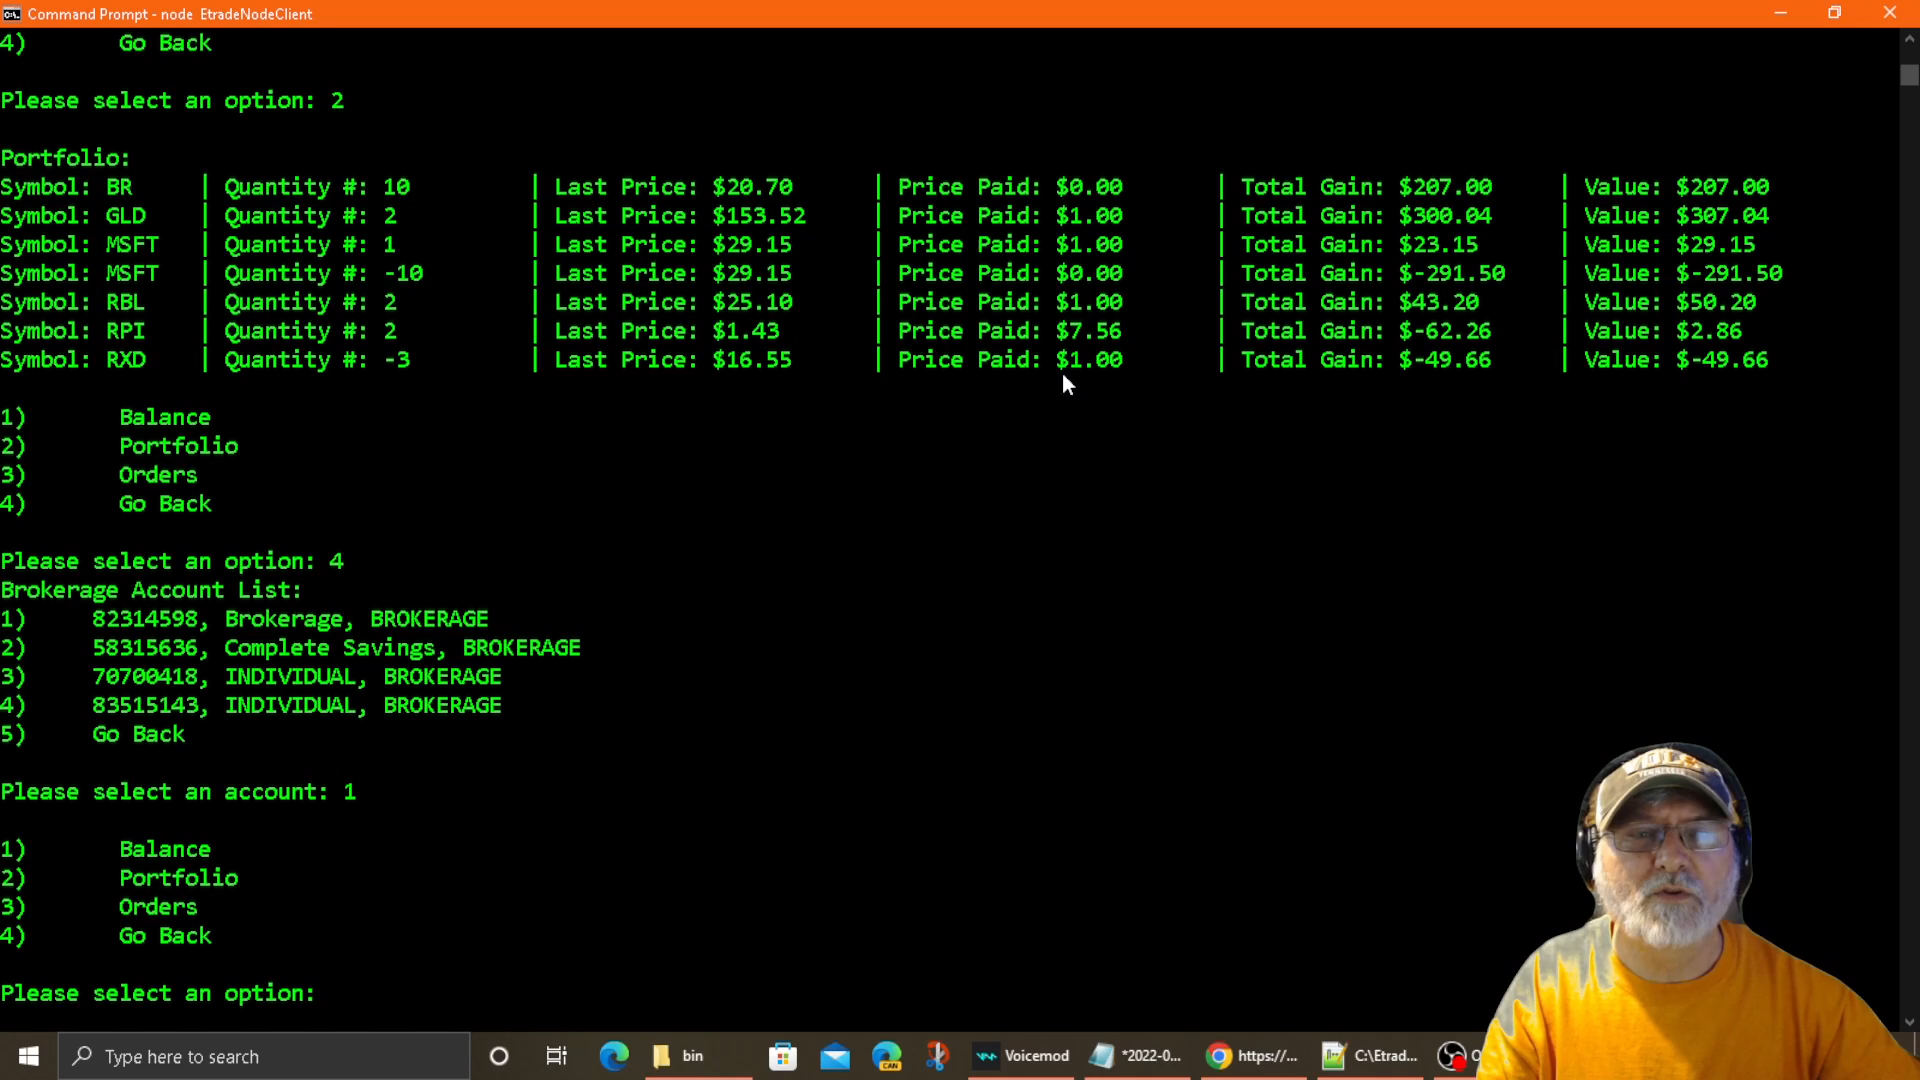 Command Prompt - node EtradeNodeClient
4) Go Back
Please select an option: 2
Portfolio:
Symbol: BR | Quantity #: 10 | Last Price: $20.70 | Price Paid: $0.00 | Total Gain: $207.00 | Value: $207.00
Symbol: GLD | Quantity #: 2 | Last Price: $153.52 | Price Paid: $1.00 | Total Gain: $300.04 | Value: $307.04
Symbol: MSFT | Quantity #: 1 | Last Price: $29.15 | Price Paid: $1.00 | Total Gain: $23.15 | Value: $29.15
Symbol: MSFT | Quantity #: -10 | Last Price: $29.15 | Price Paid: $0.00 | Total Gain: $-291.50 | Value: $-291.50
Symbol: RBL | Quantity #: 2 | Last Price: $25.10 | Price Paid: $1.00 | Total Gain: $43.20 | Value: $50.20
Symbol: RPI | Quantity #: 2 | Last Price: $1.43 | Price Paid: $7.56 | Total Gain: $-62.26 | Value: $2.86
Symbol: RXD | Quantity #: -3 | Last Price: $16.55 | Price Paid: $1.00 | Total Gain: $-49.66 | Value: $-49.66
1) Balance
2) Portfolio
3) Orders
4) Go Back
Please select an option: 4
Brokerage Account List:
1) 82314598, Brokerage, BROKERAGE
2) 58315636, Complete Savings, BROKERAGE
3) 70700418, INDIVIDUAL, BROKERAGE
4) 83515143, INDIVIDUAL, BROKERAGE
5) Go Back
Please select an account: 1
1) Balance
2) Portfolio
3) Orders
4) Go Back
Please select an option:
Type here to search
bin
CAN
Voicemod
*2022-0...
https://...
C:\Etrad...